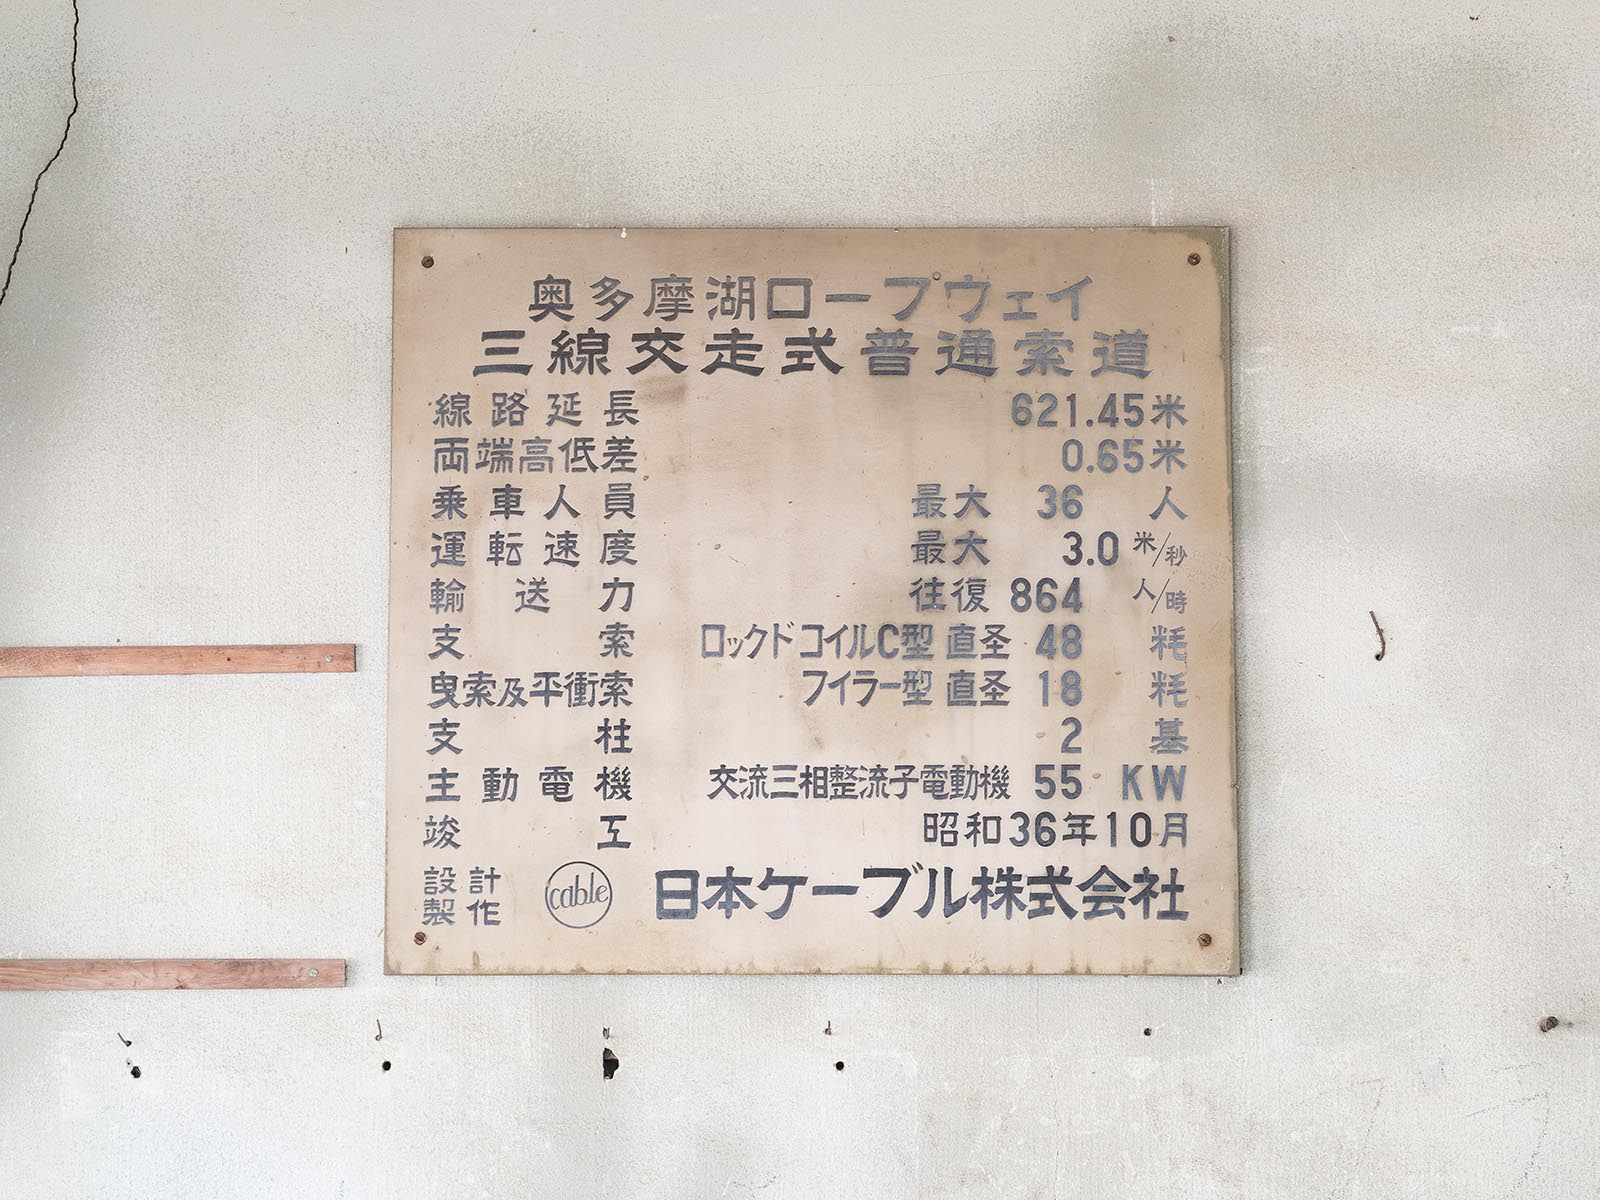 奥多摩湖ロープウェイ
三線交走式普通索道
線路延長 621.45米
両端高低差 0.65米
乗車人員 最大 36 人
運転速度 最大 3.0 米/秒
輸送力 往復 864 人/時
支索 ロックドコイルC型 直圣 48 粍
曳索及平衝索 フイラー型 直圣 18 粍
支柱 2 基
主動電機 交流三相整流子電動機 55 KW
竣工 昭和36年10月
設計製作 cable 日本ケーブル株式会社